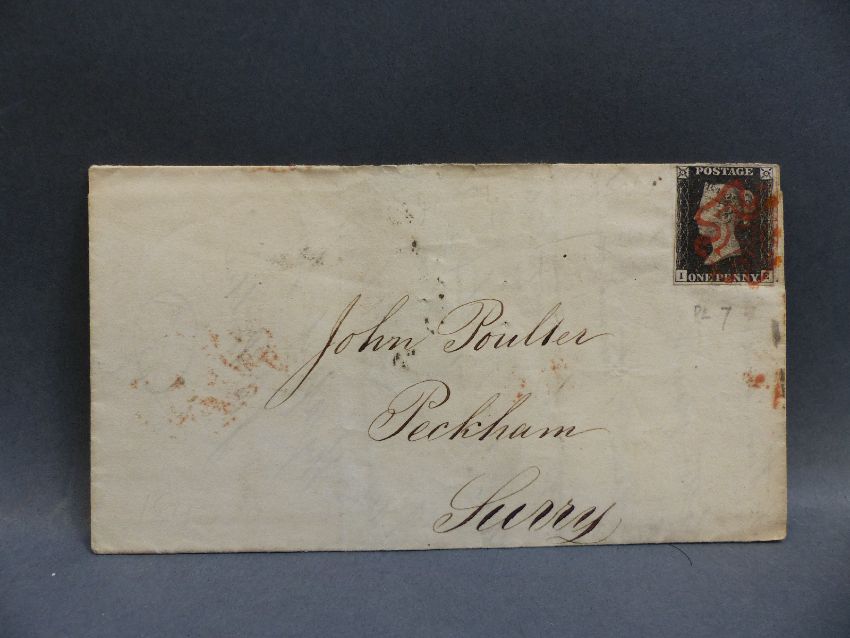 POSTAGE
I
ONE PENNY
PL 7
John Poulter
Peckham
Surry